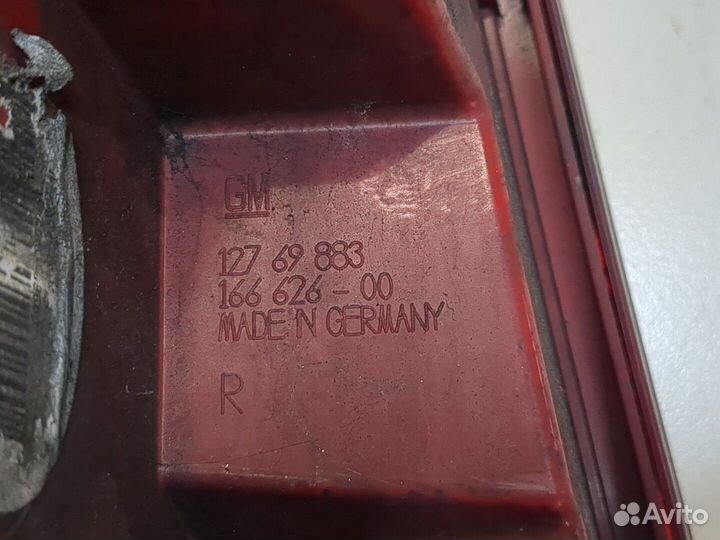 GM
127 69 883
166 626-00
MADE IN GERMANY
R
Avito